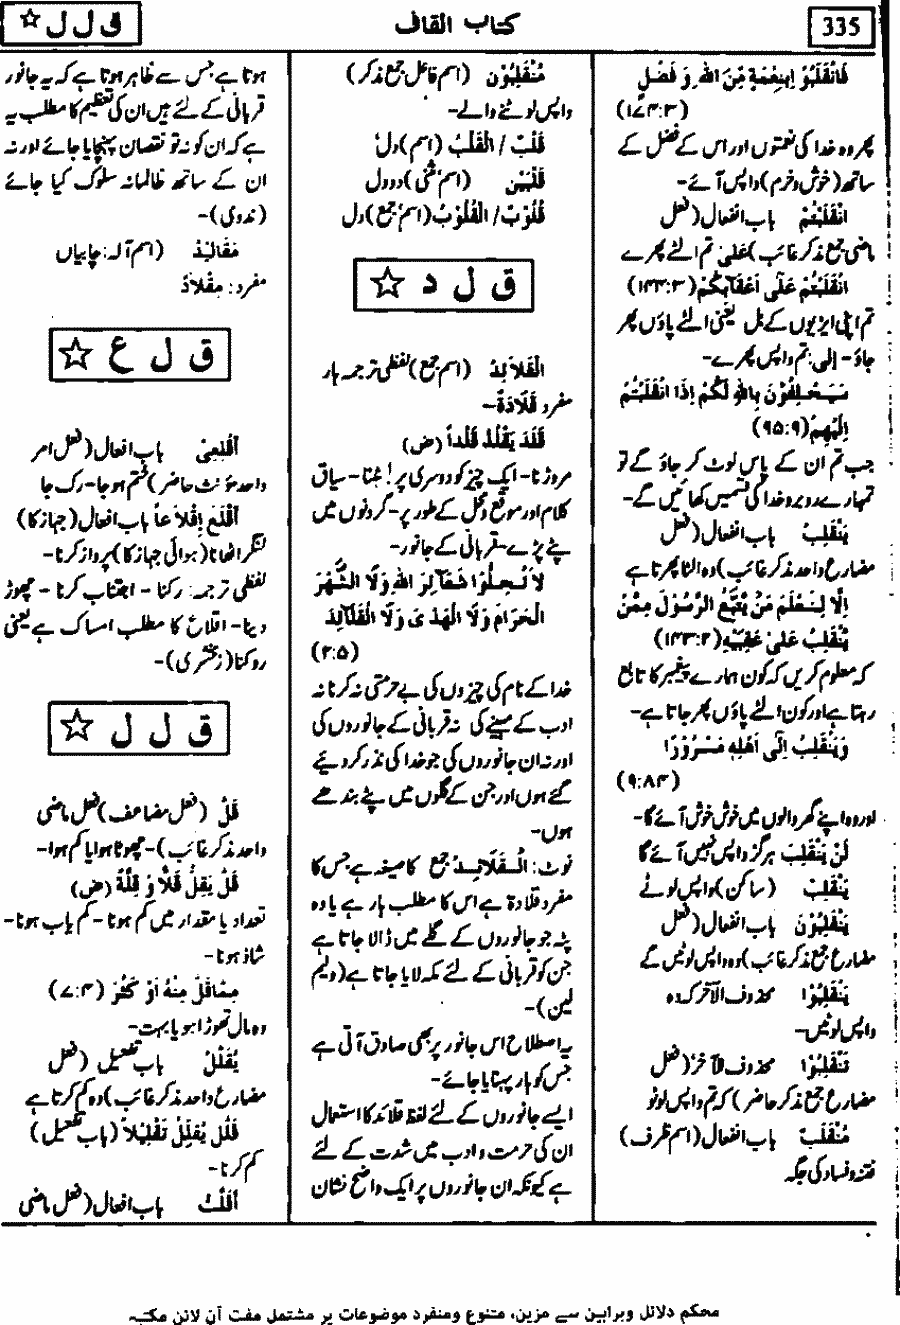 335
کتاب القاف
ق ل ل ☆
فَانْقَلَبُوْا بِنِعْمَةٍ مِّنَ اللّٰهِ وَ فَضْلٍ
(۱۷۴:۳)
پھر وہ خدا کی نعمتوں اور اس کے فضل کے
ساتھ (خوش و خرم) واپس آئے-
انْقَلَبْتُمْ باب انفعال (فعل
ماضی جمع مذکر غائب) عَلیٰ تم الٹے پھرے
انْقَلَبْتُمْ عَلٰٓى اَعْقَابِكُمْ (۱۴۴:۳)
تم اپنی ایڑیوں کے بل یعنی الٹے پاؤں پھر
جاؤ - اِلٰی: تم واپس پھرے-
سَيَحْلِفُوْنَ بِاللّٰهِ لَكُمْ اِذَا انْقَلَبْتُمْ
اِلَيْهِمْ (۹۵:۹)
جب تم ان کے پاس لوٹ کر جاؤ گے تو
تمہارے روبرو خدا کی قسمیں کھائیں گے-
يَنْقَلِبُ باب انفعال (فعل
مضارع واحد مذکر غائب) وہ الٹا پھرتا ہے
اِلَّا لِنَعْلَمَ مَنْ يَّتَّبِعُ الرَّسُوْلَ مِمَّنْ
يَّنْقَلِبُ عَلٰى عَقِبَيْهِ (۱۴۳:۲)
کہ معلوم کریں کہ کون ہمارے پیغمبر کا تابع
رہتا ہے اور کون الٹے پاؤں پھر جاتا ہے-
وَيَنْقَلِبُ اِلٰٓى اَهْلِهٖ مَسْرُوْرًا
(۹:۸۴)
اور وہ اپنے گھر والوں میں خوش خوش آئے گا-
لَنْ يَنْقَلِبَ ہرگز واپس نہیں آئے گا
يَنْقَلِبْ (ساکن) واپس لوٹے
يَنْقَلِبُوْنَ باب انفعال (فعل
مضارع جمع مذکر غائب) وہ واپس لوٹیں گے
يَنْقَلِبُوْا محذوف الآخر کہ وہ
واپس لوٹیں-
تَنْقَلِبُوْا محذوف الآخر (فعل
مضارع جمع مذکر حاضر) کہ تم واپس لوٹو
مُنْقَلَبٌ باب انفعال (اسم ظرف)
فتنہ و فساد کی جگہ
مُنْقَلِبُوْنَ (اسم فاعل جمع مذکر)
واپس لوٹنے والے-
قَلْبٌ / الْقَلْبُ (اسم) دل
قَلْبَيْنِ (اسم مثنی) دو دل
قُلُوْبٌ / الْقُلُوْبُ (اسم جمع) دل
ق ل د ☆
الْقَلَائِدُ (اسم جمع) لفظی ترجمہ ہار
مفرد قَلَادَةٌ-
قَلَدَ يَقْلُدُ قَلْداً (ض)
مروڑنا - ایک چیز کو دوسری پر بُٹنا - سیاق
کلام اور موقع و محل کے طور پر - گردنوں میں
پٹے پڑے - قربانی کے جانور-
لَا تُحِلُّوْا شَعَآئِرَ اللّٰهِ وَلَا الشَّهْرَ
الْحَرَامَ وَلَا الْهَدْىَ وَلَا الْقَلَآئِدَ
(۲:۵)
خدا کے نام کی چیزوں کی بے حرمتی نہ کرنا نہ
ادب کے مہینے کی نہ قربانی کے جانوروں کی
اور نہ ان جانوروں کی جو خدا کی نذر کر دیئے
گئے ہوں اور جن کے گلوں میں پٹے بندھے
ہوں-
نوٹ: الْقَلَائِدُ جمع کا صیغہ ہے جس کا
مفرد قلادة ہے اس کا مطلب ہار ہے یا وہ
پٹہ جو جانوروں کے گلے میں ڈالا جاتا ہے
جن کو قربانی کے لئے مکہ لایا جاتا ہے (ولیم
لین)-
یہ اصطلاح اس جانور پر بھی صادق آتی ہے
جس کو ہار پہنایا جائے-
ایسے جانوروں کے لئے لفظ قلائد کا استعمال
ان کی حرمت و ادب میں شدت کے لئے
ہے کیونکہ ان جانوروں پر ایک واضح نشان
ہوتا ہے جس سے ظاہر ہوتا ہے کہ یہ جانور
قربانی کے لئے ہیں ان کی تعظیم کا مطلب یہ
ہے کہ ان کو نہ تو نقصان پہنچایا جائے اور نہ
ان کے ساتھ ظالمانہ سلوک کیا جائے
(ندوی)-
مَقَالِيْدُ (اسم آلہ: چابیاں
مفرد: مِقْلَادٌ
ق ل ع ☆
اَقْلِعِىْ باب افعال (فعل امر
واحد مؤنث حاضر) ختم ہو جا - رک جا
اَقْلَعَ اِقْلَاعاً باب افعال (جہاز کا)
لنگر اٹھانا (ہوائی جہاز کا) پرواز کرنا-
لفظی ترجمہ: رکنا - اجتناب کرنا - چھوڑ
دینا - اقلاع کا مطلب امساک ہے یعنی
روکنا (زمخشری)-
ق ل ل ☆
قَلَّ (فعل مضاعف) فعل ماضی
واحد مذکر غائب) - چھوٹا ہوا یا کم ہوا-
قَلَّ يَقِلُّ قَلًّا وَ قِلَّةً (ض)
تعداد یا مقدار میں کم ہونا - کم یاب ہونا-
شاذ ہونا-
مِمَّا قَلَّ مِنْهُ اَوْ كَثُرَ (۷:۴)
وہ مال تھوڑا ہو یا بہت-
يُقَلِّلُ باب تفعیل (فعل
مضارع واحد مذکر غائب) وہ کم کرتا ہے
قَلَّلَ يُقَلِّلُ تَقْلِيْلاً (باب تفعیل)
کم کرنا-
اَقَلَّتْ باب افعال (فعل ماضی
محکم دلائل وبراہین سے مزین، متنوع ومنفرد موضوعات پر مشتمل مفت آن لائن مکتبہ